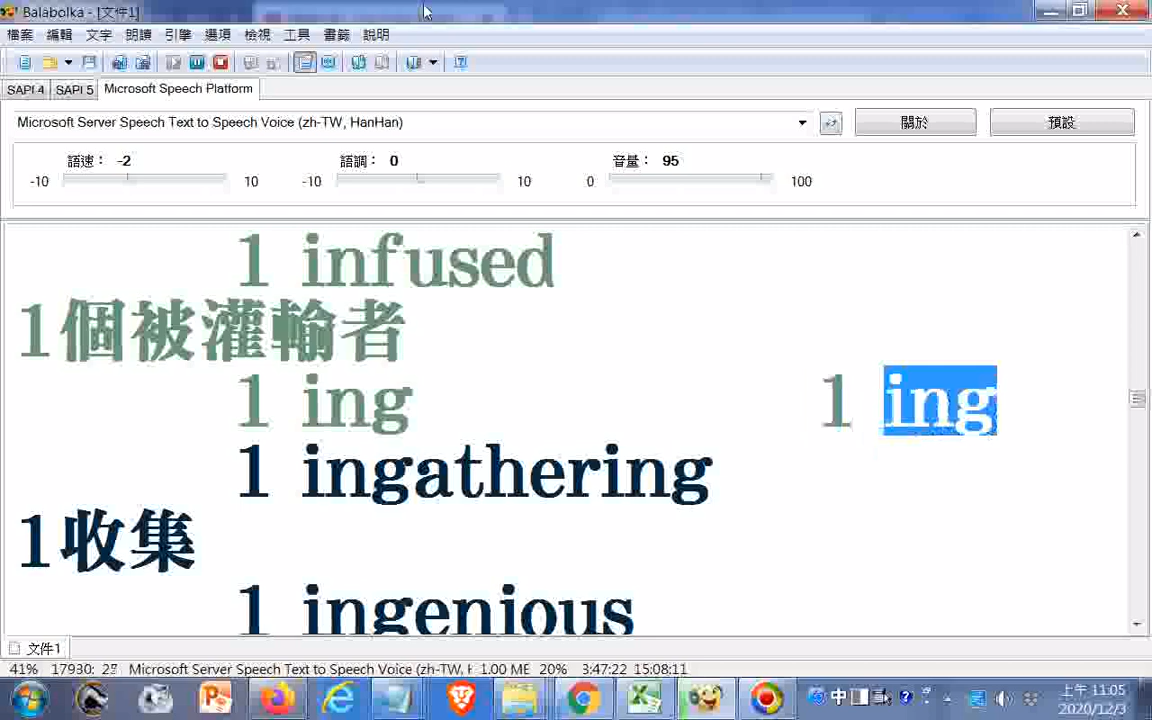 Balabolka - [文件1]
檔案 編輯 文字 朗讀 引擎 選項 檢視 工具 書籤 說明
SAPI 4 SAPI 5 Microsoft Speech Platform
Microsoft Server Speech Text to Speech Voice (zh-TW, HanHan) 關於 預設
語速： -2 語調： 0 音量： 95
-10 10 -10 10 0 100
1 infused
1個被灌輸者
1 ing 1 ing
1 ingathering
1收集
1 ingenious
文件1
41% 17930: Microsoft Server Speech Text to Speech Voice (zh-TW, 1.00 ME 20% 3:47:22 15:08:11
中 上午 11:05
2020/12/3